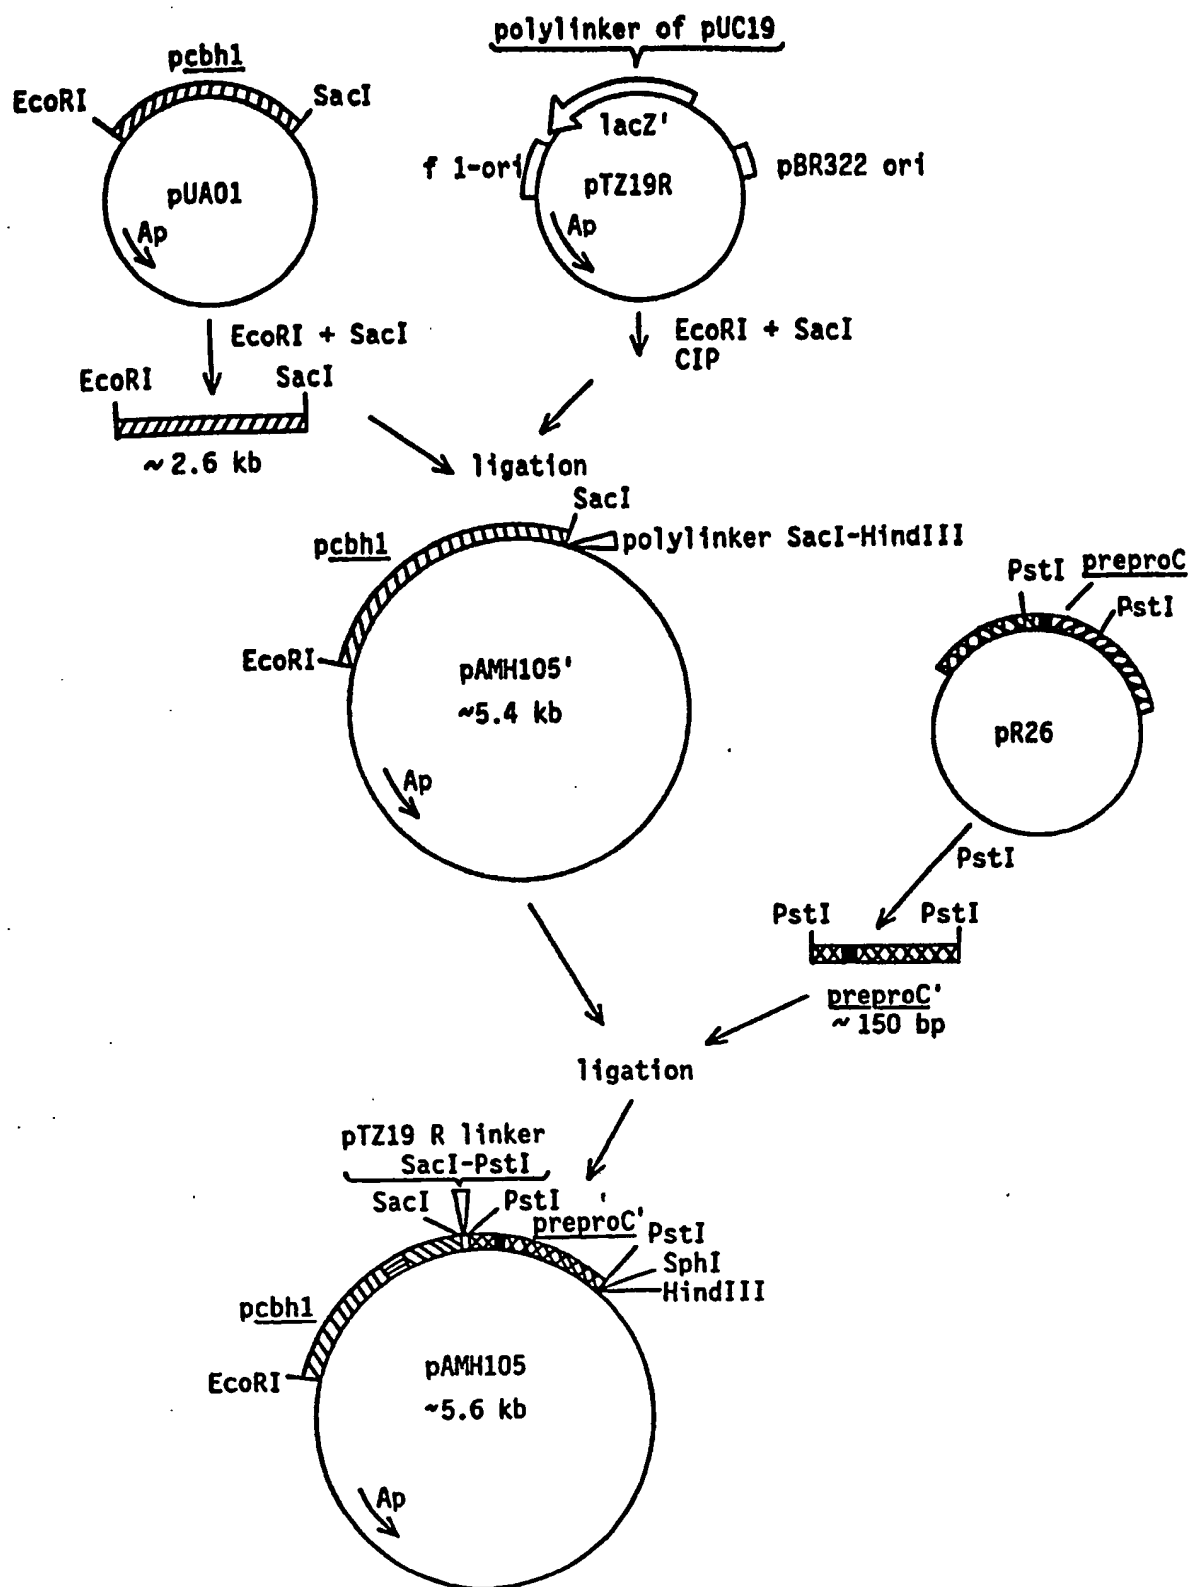 polylinker of pUC19
pcbh1
EcoRI
SacI
lacZ'
f 1-ori
pBR322 ori
pUA01
pTZ19R
Ap
Ap
EcoRI + SacI
EcoRI + SacI
CIP
EcoRI
SacI
~2.6 kb
ligation
SacI
polylinker SacI-HindIII
pcbh1
EcoRI
pAMH105'
~5.4 kb
Ap
PstI
preproC
PstI
pR26
PstI
PstI
PstI
preproC'
~150 bp
ligation
pTZ19 R linker
SacI-PstI
SacI
PstI
preproC'
PstI
SphI
HindIII
pcbh1
EcoRI
pAMH105
~5.6 kb
Ap